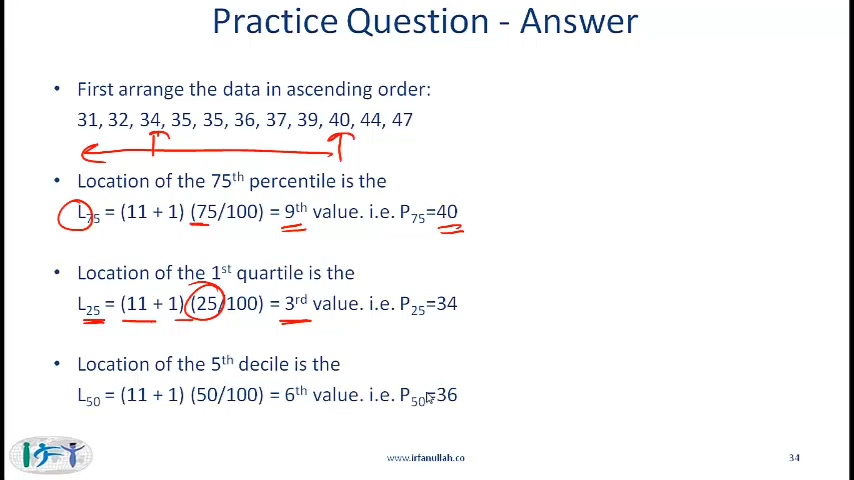 Practice Question - Answer
• First arrange the data in ascending order:
31, 32, 34, 35, 35, 36, 37, 39, 40, 44, 47
• Location of the 75th percentile is the
L75 = (11 + 1) (75/100) = 9th value. i.e. P75=40
• Location of the 1st quartile is the
L25 = (11 + 1) (25/100) = 3rd value. i.e. P25=34
• Location of the 5th decile is the
L50 = (11 + 1) (50/100) = 6th value. i.e. P50=36
www.irfanullah.co
34